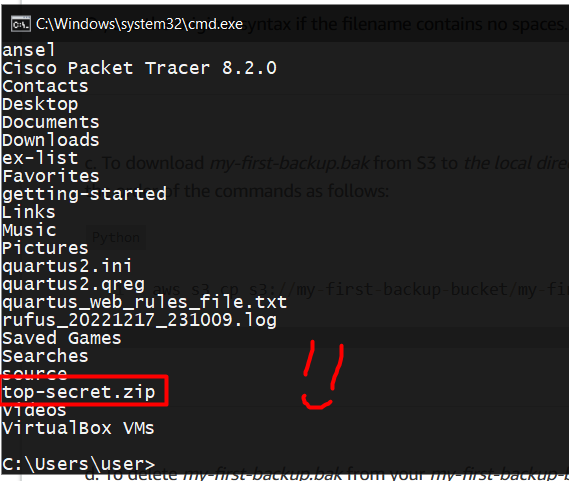 C:\Windows\system32\cmd.exe
syntax if the filename contains no spaces.
ansel
Cisco Packet Tracer 8.2.0
Contacts
Desktop
Documents
Downloads
ex-list
c. To download my-first-backup.bak from S3 to the local dire
Favorites
getting-started
of the commands as follows:
Links
Music
Python
Pictures
quartus2.ini
quartus2.qreg
aws s3 cp s3://my-first-backup-bucket/my-fi
quartus_web_rules_file.txt
rufus_20221217_231009.log
Saved Games
Searches
source
top-secret.zip
Videos
VirtualBox VMs
C:\Users\user>
d. To delete my-first-backup.bak from your my-first-backup-b